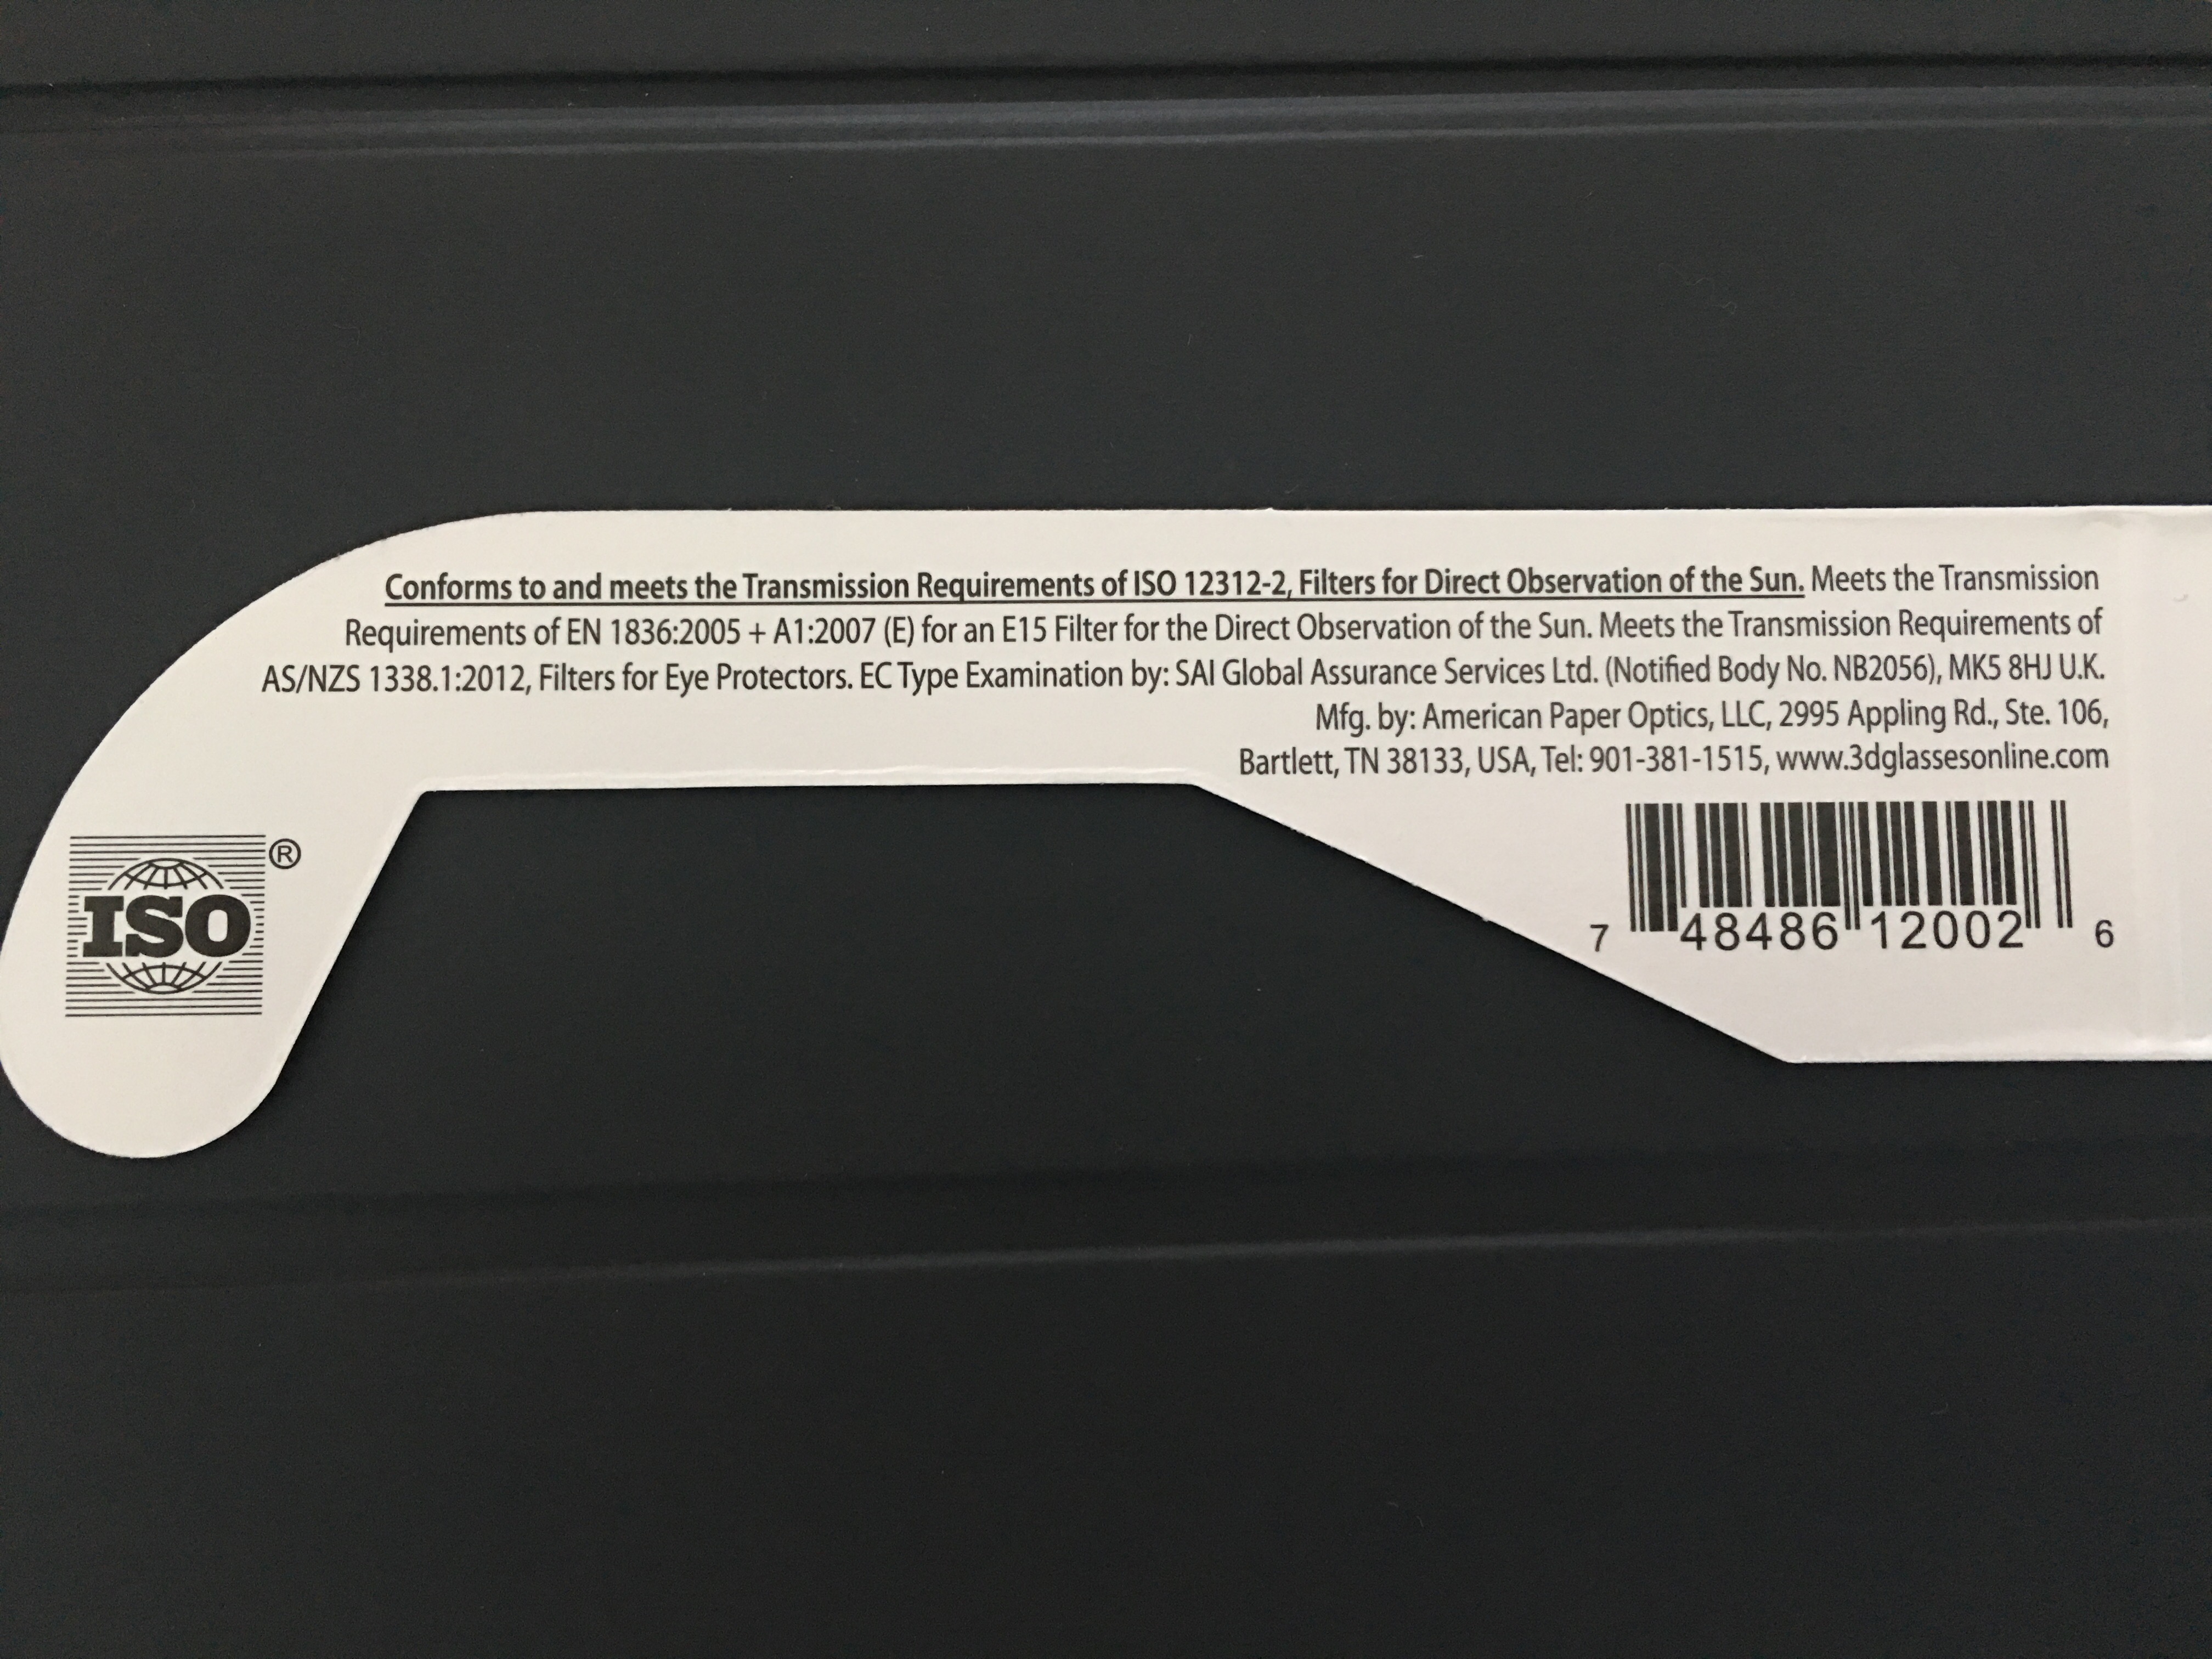 Conforms to and meets the Transmission Requirements of ISO 12312-2, Filters for Direct Observation of the Sun. Meets the Transmission
Requirements of EN 1836:2005 + A1:2007 (E) for an E15 Filter for the Direct Observation of the Sun. Meets the Transmission Requirements of
AS/NZS 1338.1:2012, Filters for Eye Protectors. EC Type Examination by: SAI Global Assurance Services Ltd. (Notified Body No. NB2056), MK5 8HJ U.K.
Mfg. by: American Paper Optics, LLC, 2995 Appling Rd., Ste. 106,
Bartlett, TN 38133, USA, Tel: 901-381-1515, www.3dglassesonline.com
ISO ®
7 48486 12002 6